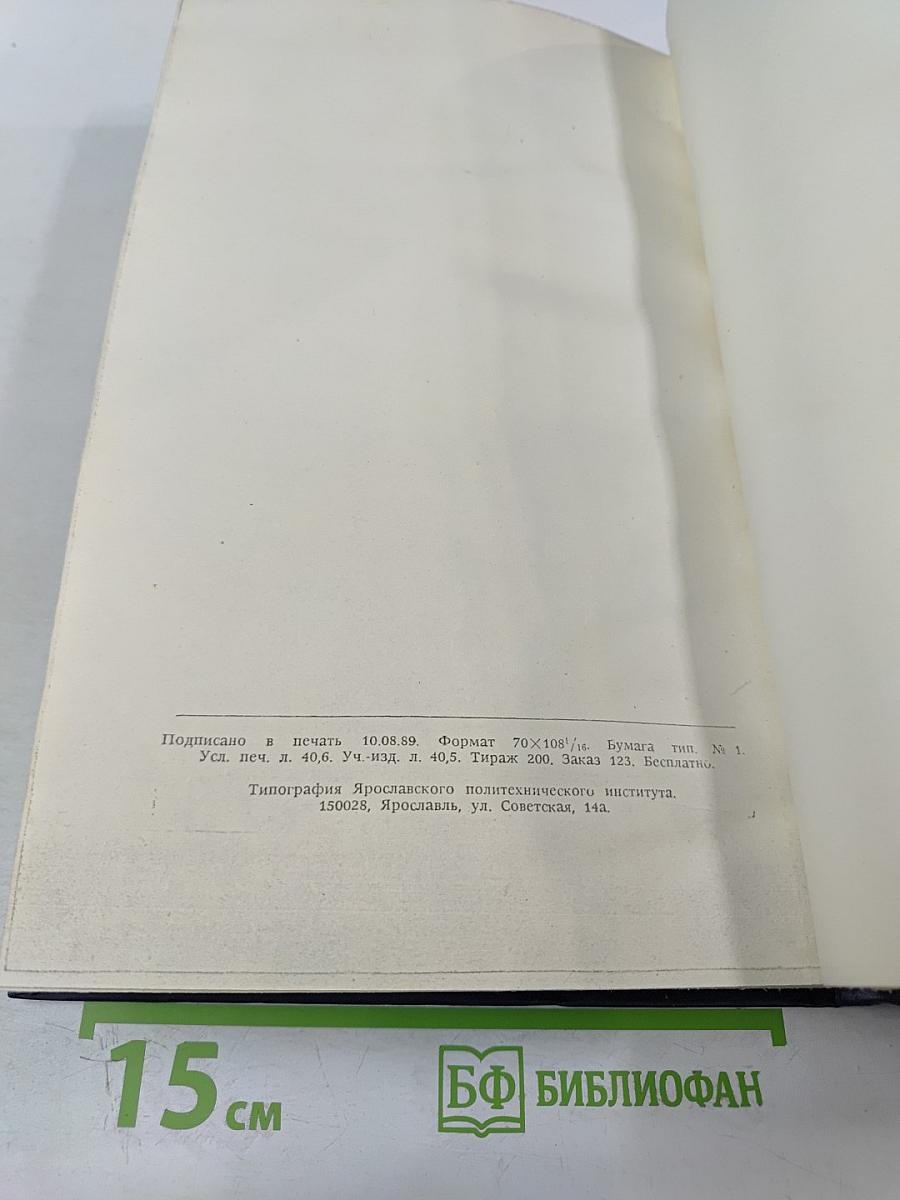 Подписано в печать 10.08.89. Формат 70×108¹/₁₆. Бумага тип. № 1.
Усл. печ. л. 40,6. Уч.-изд. л. 40,5. Тираж 200. Заказ 123. Бесплатно.
Типография Ярославского политехнического института.
150028, Ярославль, ул. Советская, 14а.
15 см
БФ БИБЛИОФАН